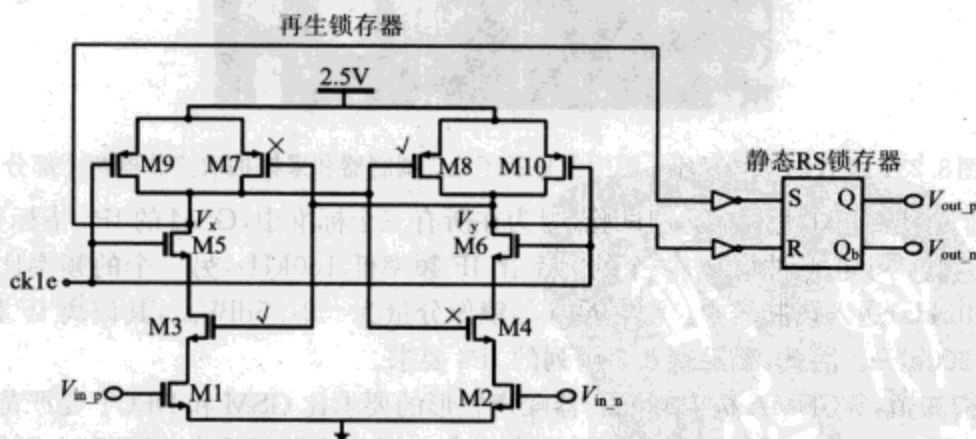 再生锁存器
2.5V
M9
M7
×
√
M8
M10
静态RS锁存器
Vx
Vy
M5
M6
S
Q
Vout_p
R
Qb
Vout_n
ck1e
M3
√
×
M4
Vin_p
M1
M2
Vin_n